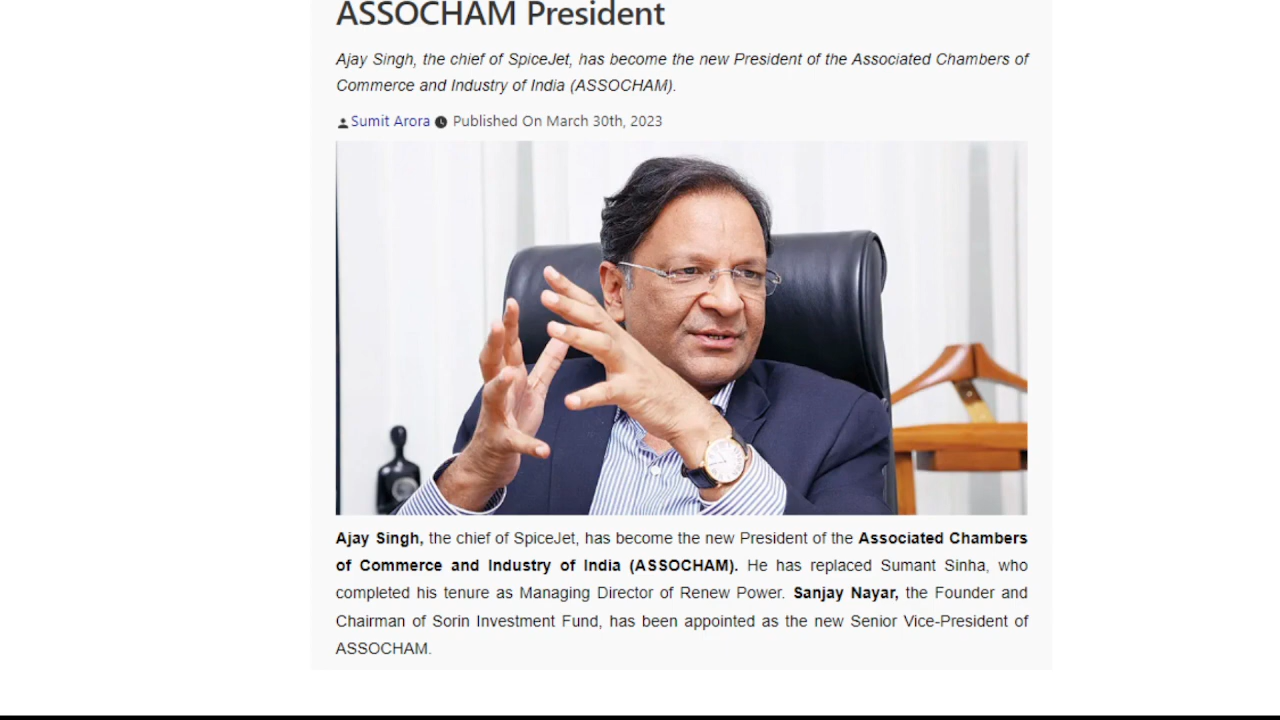 ASSOCHAM President
Ajay Singh, the chief of SpiceJet, has become the new President of the Associated Chambers of
Commerce and Industry of India (ASSOCHAM).
Sumit Arora Published On March 30th, 2023
Ajay Singh, the chief of SpiceJet, has become the new President of the Associated Chambers
of Commerce and Industry of India (ASSOCHAM). He has replaced Sumant Sinha, who
completed his tenure as Managing Director of Renew Power. Sanjay Nayar, the Founder and
Chairman of Sorin Investment Fund, has been appointed as the new Senior Vice-President of
ASSOCHAM.